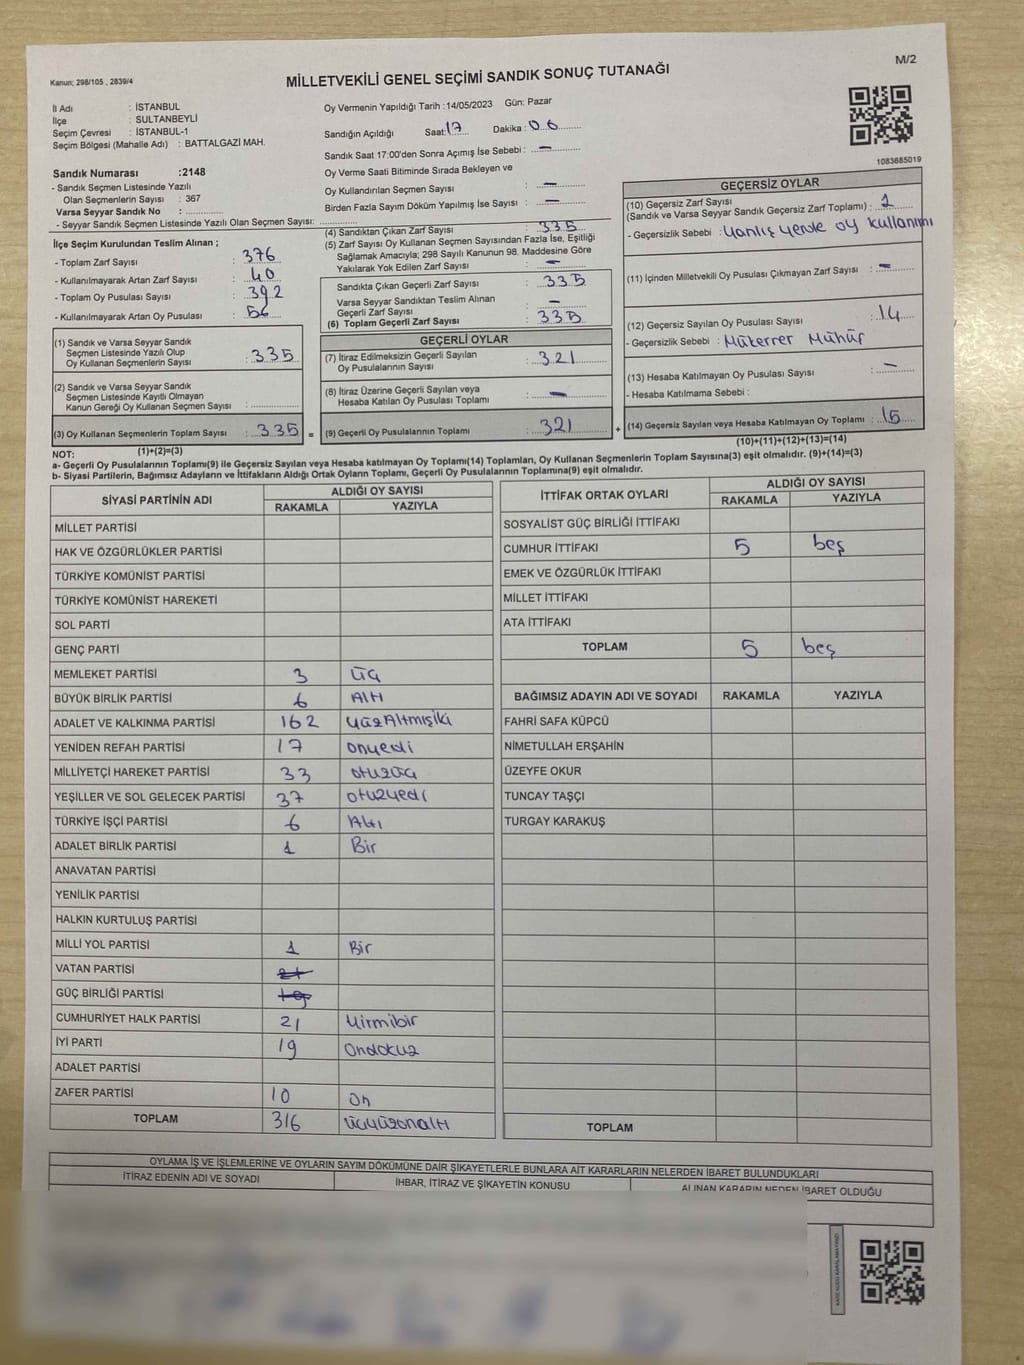 M/2
Kanun; 298/105 , 2839/4
MİLLETVEKİLİ GENEL SEÇİMİ SANDIK SONUÇ TUTANAĞI
İl Adı : İSTANBUL
İlçe : SULTANBEYLİ
Seçim Çevresi : İSTANBUL-1
Seçim Bölgesi (Mahalle Adı) : BATTALGAZİ MAH.
Sandık Numarası :2148
- Sandık Seçmen Listesinde Yazılı
Olan Seçmenlerin Sayısı : 367
Varsa Seyyar Sandık No :
- Seyyar Sandık Seçmen Listesinde Yazılı Olan Seçmen Sayısı:
Oy Vermenin Yapıldığı Tarih :14/05/2023 Gün: Pazar
Sandığın Açıldığı Saat: 17 Dakika : 06
Sandık Saat 17:00'den Sonra Açımış İse Sebebi : –
Oy Verme Saati Bitiminde Sırada Bekleyen ve
Oy Kullandırılan Seçmen Sayısı : –
Birden Fazla Sayım Döküm Yapılmış İse Sayısı : –
1083685019
İlçe Seçim Kurulundan Teslim Alınan ;
- Toplam Zarf Sayısı : 376
- Kullanılmayarak Artan Zarf Sayısı : 40
- Toplam Oy Pusulası Sayısı : 392
- Kullanılmayarak Artan Oy Pusulası : 56
(1) Sandık ve Varsa Seyyar Sandık
Seçmen Listesinde Yazılı Olup
Oy Kullanan Seçmenlerin Sayısı : 335
(2) Sandık ve Varsa Seyyar Sandık
Seçmen Listesinde Kayıtlı Olmayan
Kanun Gereği Oy Kullanan Seçmen Sayısı :
(3) Oy Kullanan Seçmenlerin Toplam Sayısı : 335 =
(4) Sandıktan Çıkan Zarf Sayısı : 335
(5) Zarf Sayısı Oy Kullanan Seçmen Sayısından Fazla İse, Eşitliği
Sağlamak Amacıyla; 298 Sayılı Kanunun 98. Maddesine Göre
Yakılarak Yok Edilen Zarf Sayısı : –
Sandıkta Çıkan Geçerli Zarf Sayısı : 335
Varsa Seyyar Sandıktan Teslim Alınan
Geçerli Zarf Sayısı : –
(6) Toplam Geçerli Zarf Sayısı : 335
GEÇERLİ OYLAR
(7) İtiraz Edilmeksizin Geçerli Sayılan
Oy Pusulalarının Sayısı : 321
(8) İtiraz Üzerine Geçerli Sayılan veya
Hesaba Katılan Oy Pusulası Toplamı : –
(9) Geçerli Oy Pusulalarının Toplamı : 321 +
GEÇERSİZ OYLAR
(10) Geçersiz Zarf Sayısı
(Sandık ve Varsa Seyyar Sandık Geçersiz Zarf Toplamı) : 1
- Geçersizlik Sebebi : Yanlış yerde oy kullanımı
(11) İçinden Milletvekili Oy Pusulası Çıkmayan Zarf Sayısı : –
(12) Geçersiz Sayılan Oy Pusulası Sayısı : 14
- Geçersizlik Sebebi : Mükerrer Mühür
(13) Hesaba Katılmayan Oy Pusulası Sayısı : –
- Hesaba Katılmama Sebebi :
(14) Geçersiz Sayılan veya Hesaba Katılmayan Oy Toplamı : 15
NOT: (1)+(2)=(3) (10)+(11)+(12)+(13)=(14)
a- Geçerli Oy Pusulalarının Toplamı(9) ile Geçersiz Sayılan veya Hesaba katılmayan Oy Toplamı(14) Toplamları, Oy Kullanan Seçmenlerin Toplam Sayısına(3) eşit olmalıdır. (9)+(14)=(3)
b- Siyasi Partilerin, Bağımsız Adayların ve İttifakların Aldığı Ortak Oyların Toplamı, Geçerli Oy Pusulalarının Toplamına(9) eşit olmalıdır.
SİYASİ PARTİNİN ADI ALDIĞI OY SAYISI
RAKAMLA YAZIYLA
MİLLET PARTİSİ
HAK VE ÖZGÜRLÜKLER PARTİSİ
TÜRKİYE KOMÜNİST PARTİSİ
TÜRKİYE KOMÜNİST HAREKETİ
SOL PARTİ
GENÇ PARTİ
MEMLEKET PARTİSİ 3 üç
BÜYÜK BİRLİK PARTİSİ 6 Altı
ADALET VE KALKINMA PARTİSİ 162 yüzAltmışiki
YENİDEN REFAH PARTİSİ 17 onyedi
MİLLİYETÇİ HAREKET PARTİSİ 33 otuzüç
YEŞİLLER VE SOL GELECEK PARTİSİ 37 otuzyedi
TÜRKİYE İŞÇİ PARTİSİ 6 Altı
ADALET BİRLİK PARTİSİ 1 Bir
ANAVATAN PARTİSİ
YENİLİK PARTİSİ
HALKIN KURTULUŞ PARTİSİ
MİLLİ YOL PARTİSİ 1 Bir
VATAN PARTİSİ 21
GÜÇ BİRLİĞİ PARTİSİ 19
CUMHURİYET HALK PARTİSİ 21 yirmibir
İYİ PARTİ 19 ondokuz
ADALET PARTİSİ
ZAFER PARTİSİ 10 on
TOPLAM 316 üçyüzonaltı
İTTİFAK ORTAK OYLARI ALDIĞI OY SAYISI
RAKAMLA YAZIYLA
SOSYALİST GÜÇ BİRLİĞİ İTTİFAKI
CUMHUR İTTİFAKI 5 beş
EMEK VE ÖZGÜRLÜK İTTİFAKI
MİLLET İTTİFAKI
ATA İTTİFAKI
TOPLAM 5 beş
BAĞIMSIZ ADAYIN ADI VE SOYADI RAKAMLA YAZIYLA
FAHRİ SAFA KÜPCÜ
NİMETULLAH ERŞAHİN
ÜZEYFE OKUR
TUNCAY TAŞÇI
TURGAY KARAKUŞ
TOPLAM
OYLAMA İŞ VE İŞLEMLERİNE VE OYLARIN SAYIM DÖKÜMÜNE DAİR ŞİKAYETLERLE BUNLARA AİT KARARLARIN NELERDEN İBARET BULUNDUKLARI
İTİRAZ EDENİN ADI VE SOYADI İHBAR, İTİRAZ VE ŞİKAYETİN KONUSU ALINAN KARARIN NEDEN İBARET OLDUĞU